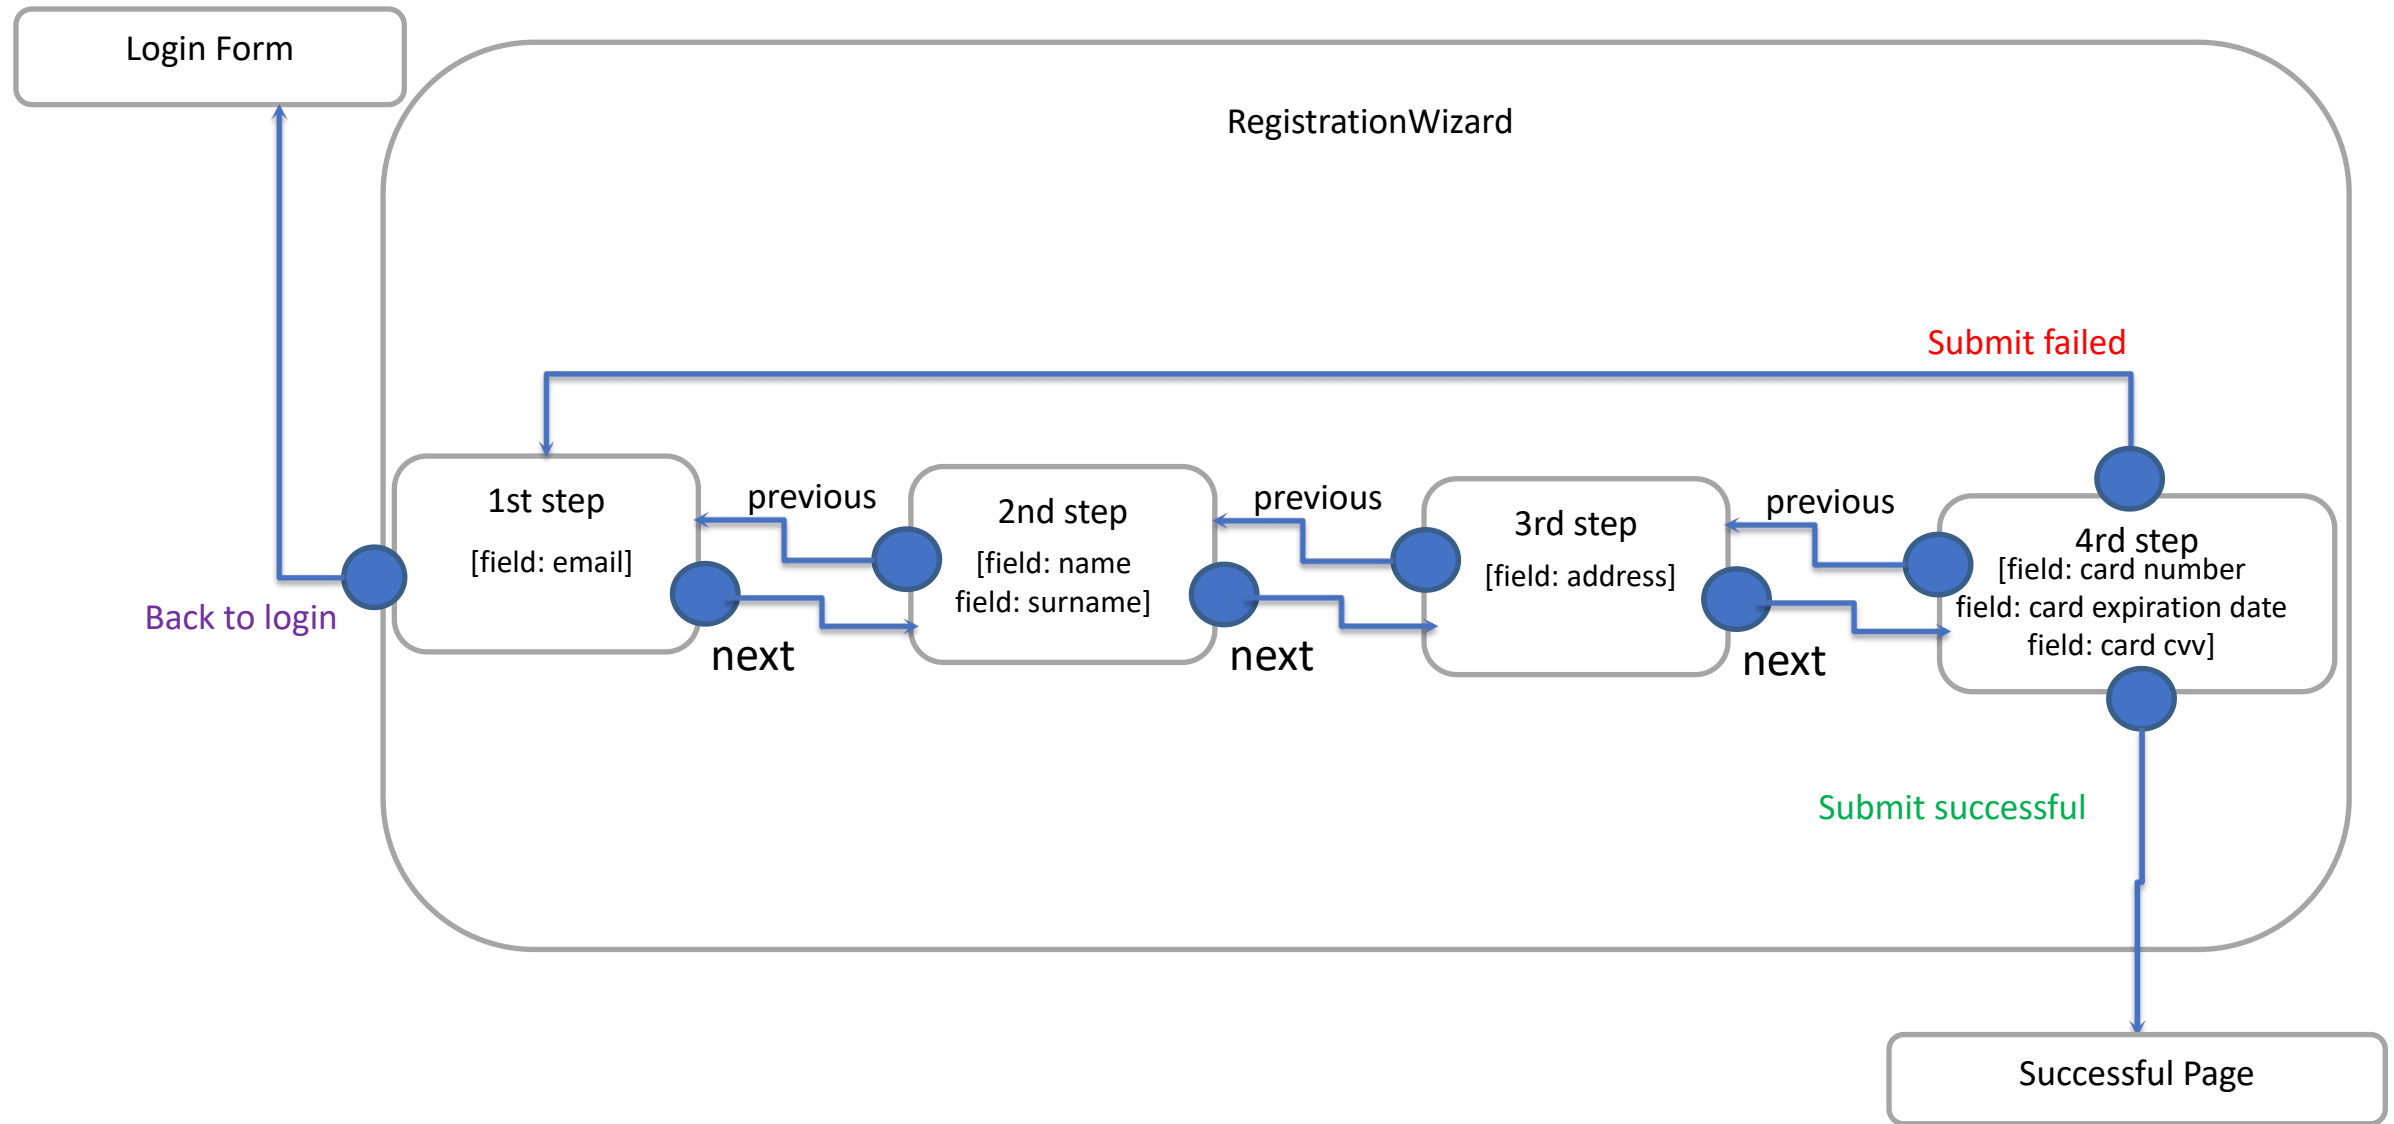 Login Form
RegistrationWizard
Submit failed
1st step
[field: email]
previous
next
2nd step
[field: name
field: surname]
previous
next
3rd step
[field: address]
previous
next
4rd step
[field: card number
field: card expiration date
field: card cvv]
Back to login
Submit successful
Successful Page